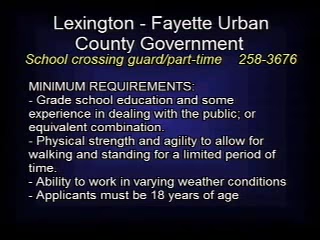 Lexington - Fayette Urban
County Government
School crossing guard/part-time 258-3676
MINIMUM REQUIREMENTS:
- Grade school education and some
experience in dealing with the public; or
equivalent combination.
- Physical strength and agility to allow for
walking and standing for a limited period of
time.
- Ability to work in varying weather conditions
- Applicants must be 18 years of age